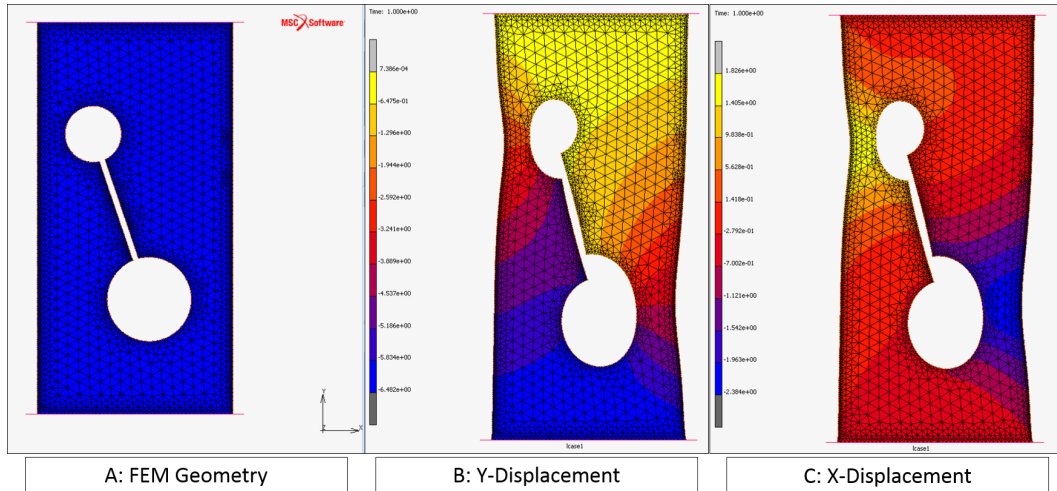 MSC Software
Y
Z
X
A: FEM Geometry
Time: 1.000e+00
7.386e-04
-6.475e-01
-1.296e+00
-1.944e+00
-2.592e+00
-3.241e+00
-3.889e+00
-4.537e+00
-5.186e+00
-5.834e+00
-6.482e+00
lcase1
B: Y-Displacement
Time: 1.000e+00
1.826e+00
1.405e+00
9.838e-01
5.628e-01
1.418e-01
-2.792e-01
-7.002e-01
-1.121e+00
-1.542e+00
-1.963e+00
-2.384e+00
lcase1
C: X-Displacement